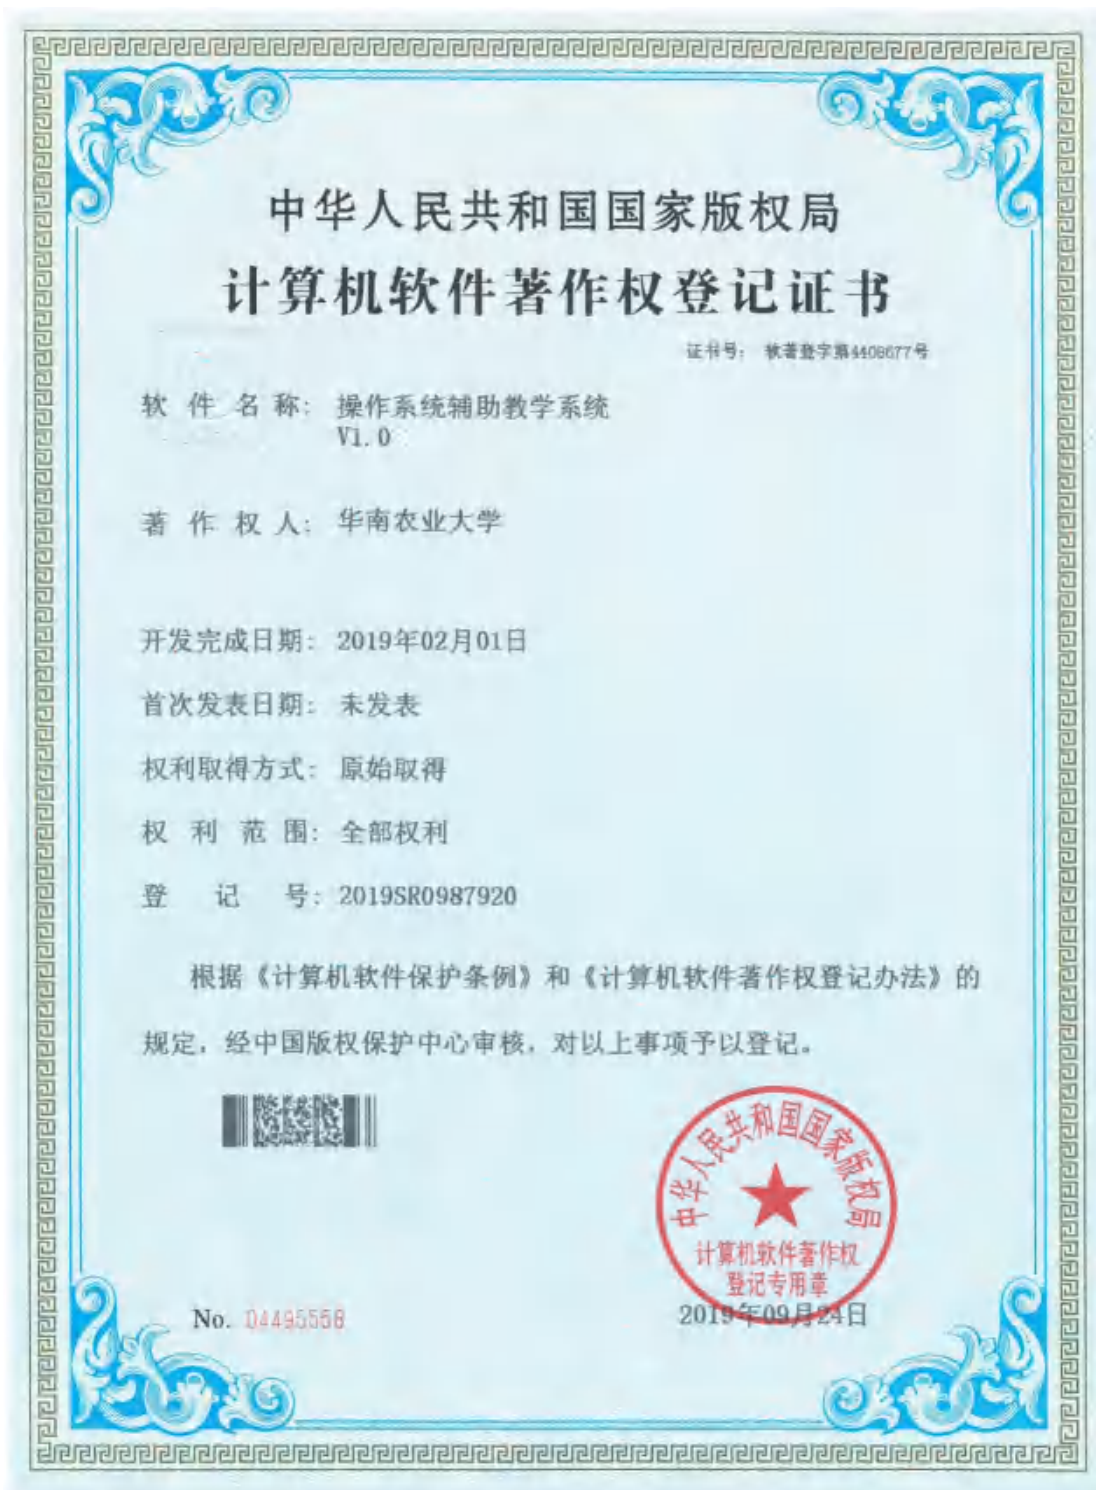 中华人民共和国国家版权局
计算机软件著作权登记证书
证书号： 软著登字第4408677号
软件名称： 操作系统辅助教学系统
V1.0
著作权人： 华南农业大学
开发完成日期： 2019年02月01日
首次发表日期： 未发表
权利取得方式： 原始取得
权利范围： 全部权利
登记号： 2019SR0987920
根据《计算机软件保护条例》和《计算机软件著作权登记办法》的
规定，经中国版权保护中心审核，对以上事项予以登记。
中华人民共和国国家版权局
计算机软件著作权
登记专用章
No. 04495558
2019年09月24日